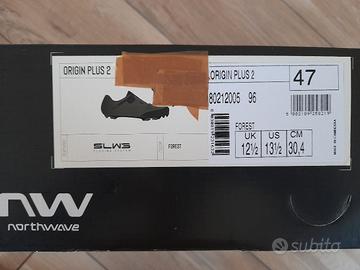 ORIGIN PLUS 2
ORIGIN PLUS 2
47
80212005 96
SLW3
FOREST
FOREST
UK US CM
12½ 13½ 30,4
NW
northwave
subito